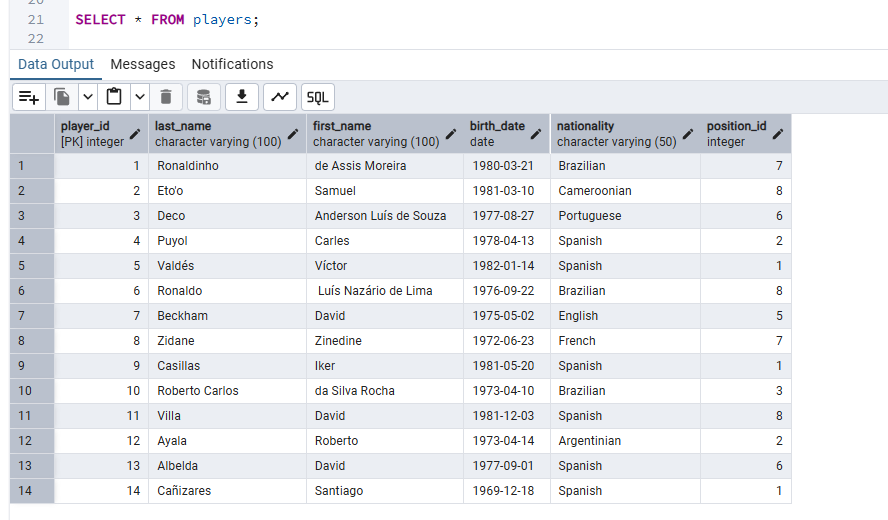 21 SELECT * FROM players;
22
Data Output Messages Notifications
SQL
player_id last_name first_name birth_date nationality position_id
[PK] integer character varying (100) character varying (100) date character varying (50) integer
1 1 Ronaldinho de Assis Moreira 1980-03-21 Brazilian 7
2 2 Eto'o Samuel 1981-03-10 Cameroonian 8
3 3 Deco Anderson Luís de Souza 1977-08-27 Portuguese 6
4 4 Puyol Carles 1978-04-13 Spanish 2
5 5 Valdés Víctor 1982-01-14 Spanish 1
6 6 Ronaldo Luís Nazário de Lima 1976-09-22 Brazilian 8
7 7 Beckham David 1975-05-02 English 5
8 8 Zidane Zinedine 1972-06-23 French 7
9 9 Casillas Iker 1981-05-20 Spanish 1
10 10 Roberto Carlos da Silva Rocha 1973-04-10 Brazilian 3
11 11 Villa David 1981-12-03 Spanish 8
12 12 Ayala Roberto 1973-04-14 Argentinian 2
13 13 Albelda David 1977-09-01 Spanish 6
14 14 Cañizares Santiago 1969-12-18 Spanish 1